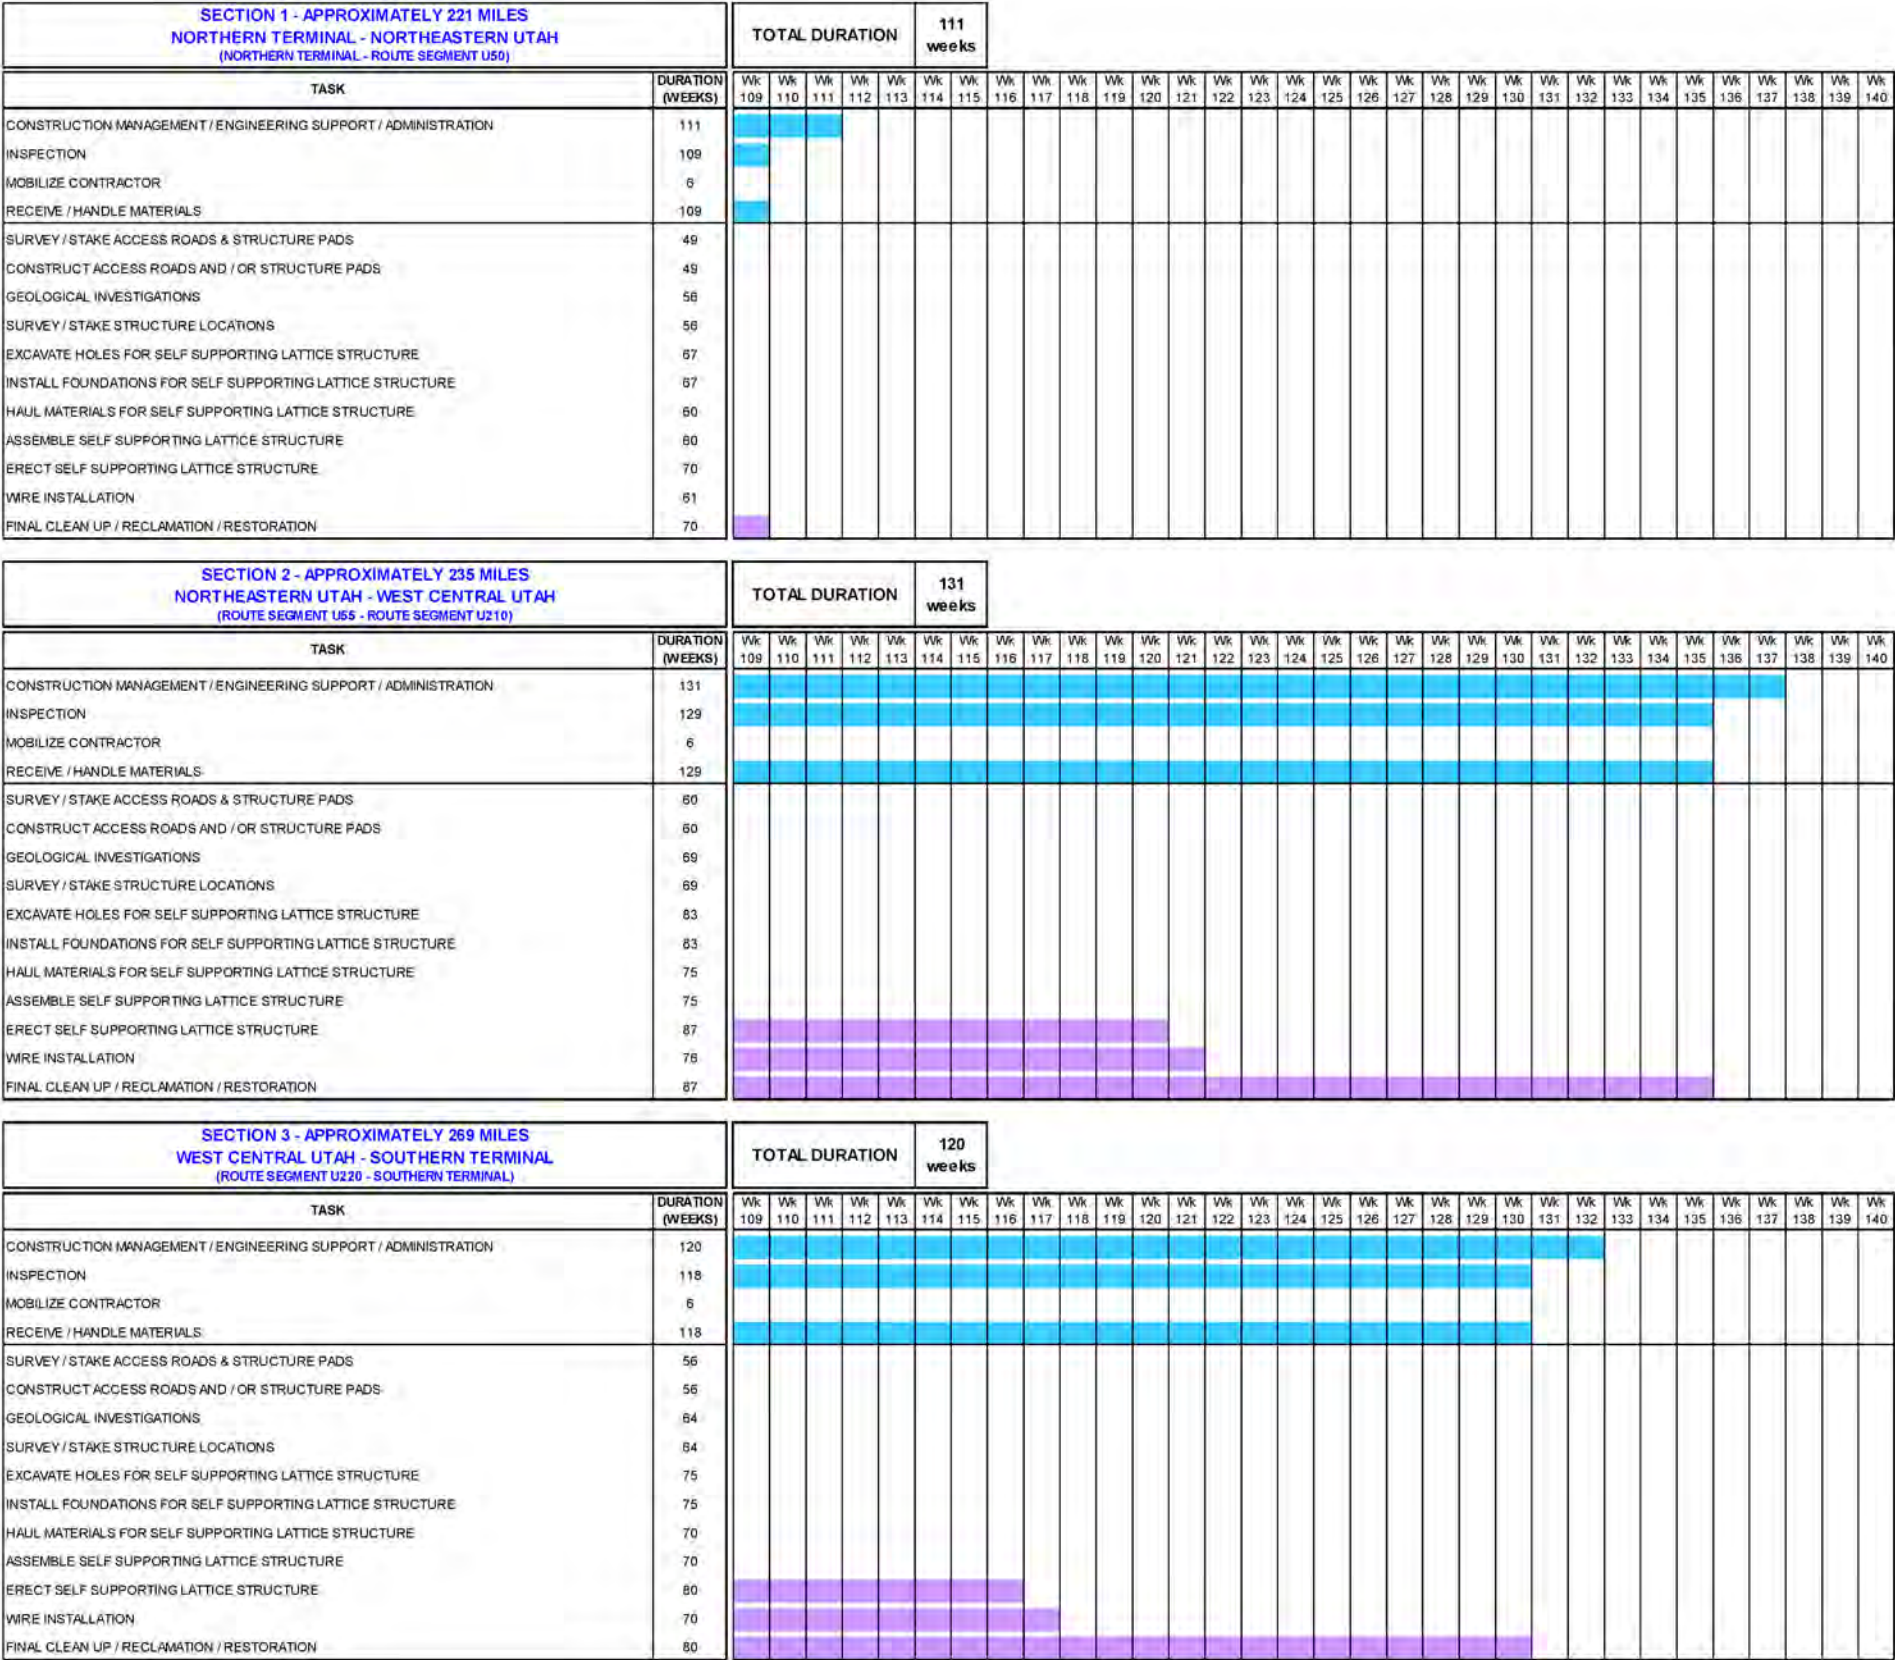 SECTION 1 - APPROXIMATELY 221 MILES
NORTHERN TERMINAL - NORTHEASTERN UTAH
(NORTHERN TERMINAL - ROUTE SEGMENT U50)
TOTAL DURATION 111 weeks
TASK DURATION (WEEKS) Wk 109 Wk 110 Wk 111 Wk 112 Wk 113 Wk 114 Wk 115 Wk 116 Wk 117 Wk 118 Wk 119 Wk 120 Wk 121 Wk 122 Wk 123 Wk 124 Wk 125 Wk 126 Wk 127 Wk 128 Wk 129 Wk 130 Wk 131 Wk 132 Wk 133 Wk 134 Wk 135 Wk 136 Wk 137 Wk 138 Wk 139 Wk 140
CONSTRUCTION MANAGEMENT / ENGINEERING SUPPORT / ADMINISTRATION 111
INSPECTION 109
MOBILIZE CONTRACTOR 6
RECEIVE / HANDLE MATERIALS 109
SURVEY / STAKE ACCESS ROADS & STRUCTURE PADS 49
CONSTRUCT ACCESS ROADS AND / OR STRUCTURE PADS 49
GEOLOGICAL INVESTIGATIONS 56
SURVEY / STAKE STRUCTURE LOCATIONS 56
EXCAVATE HOLES FOR SELF SUPPORTING LATTICE STRUCTURE 67
INSTALL FOUNDATIONS FOR SELF SUPPORTING LATTICE STRUCTURE 67
HAUL MATERIALS FOR SELF SUPPORTING LATTICE STRUCTURE 60
ASSEMBLE SELF SUPPORTING LATTICE STRUCTURE 60
ERECT SELF SUPPORTING LATTICE STRUCTURE 70
WIRE INSTALLATION 61
FINAL CLEAN UP / RECLAMATION / RESTORATION 70
SECTION 2 - APPROXIMATELY 235 MILES
NORTHEASTERN UTAH - WEST CENTRAL UTAH
(ROUTE SEGMENT U55 - ROUTE SEGMENT U210)
TOTAL DURATION 131 weeks
TASK DURATION (WEEKS) Wk 109 Wk 110 Wk 111 Wk 112 Wk 113 Wk 114 Wk 115 Wk 116 Wk 117 Wk 118 Wk 119 Wk 120 Wk 121 Wk 122 Wk 123 Wk 124 Wk 125 Wk 126 Wk 127 Wk 128 Wk 129 Wk 130 Wk 131 Wk 132 Wk 133 Wk 134 Wk 135 Wk 136 Wk 137 Wk 138 Wk 139 Wk 140
CONSTRUCTION MANAGEMENT / ENGINEERING SUPPORT / ADMINISTRATION 131
INSPECTION 129
MOBILIZE CONTRACTOR 6
RECEIVE / HANDLE MATERIALS 129
SURVEY / STAKE ACCESS ROADS & STRUCTURE PADS 60
CONSTRUCT ACCESS ROADS AND / OR STRUCTURE PADS 60
GEOLOGICAL INVESTIGATIONS 69
SURVEY / STAKE STRUCTURE LOCATIONS 69
EXCAVATE HOLES FOR SELF SUPPORTING LATTICE STRUCTURE 83
INSTALL FOUNDATIONS FOR SELF SUPPORTING LATTICE STRUCTURE 83
HAUL MATERIALS FOR SELF SUPPORTING LATTICE STRUCTURE 75
ASSEMBLE SELF SUPPORTING LATTICE STRUCTURE 75
ERECT SELF SUPPORTING LATTICE STRUCTURE 87
WIRE INSTALLATION 76
FINAL CLEAN UP / RECLAMATION / RESTORATION 87
SECTION 3 - APPROXIMATELY 269 MILES
WEST CENTRAL UTAH - SOUTHERN TERMINAL
(ROUTE SEGMENT U220 - SOUTHERN TERMINAL)
TOTAL DURATION 120 weeks
TASK DURATION (WEEKS) Wk 109 Wk 110 Wk 111 Wk 112 Wk 113 Wk 114 Wk 115 Wk 116 Wk 117 Wk 118 Wk 119 Wk 120 Wk 121 Wk 122 Wk 123 Wk 124 Wk 125 Wk 126 Wk 127 Wk 128 Wk 129 Wk 130 Wk 131 Wk 132 Wk 133 Wk 134 Wk 135 Wk 136 Wk 137 Wk 138 Wk 139 Wk 140
CONSTRUCTION MANAGEMENT / ENGINEERING SUPPORT / ADMINISTRATION 120
INSPECTION 118
MOBILIZE CONTRACTOR 6
RECEIVE / HANDLE MATERIALS 118
SURVEY / STAKE ACCESS ROADS & STRUCTURE PADS 56
CONSTRUCT ACCESS ROADS AND / OR STRUCTURE PADS 56
GEOLOGICAL INVESTIGATIONS 64
SURVEY / STAKE STRUCTURE LOCATIONS 64
EXCAVATE HOLES FOR SELF SUPPORTING LATTICE STRUCTURE 75
INSTALL FOUNDATIONS FOR SELF SUPPORTING LATTICE STRUCTURE 75
HAUL MATERIALS FOR SELF SUPPORTING LATTICE STRUCTURE 70
ASSEMBLE SELF SUPPORTING LATTICE STRUCTURE 70
ERECT SELF SUPPORTING LATTICE STRUCTURE 80
WIRE INSTALLATION 70
FINAL CLEAN UP / RECLAMATION / RESTORATION 80